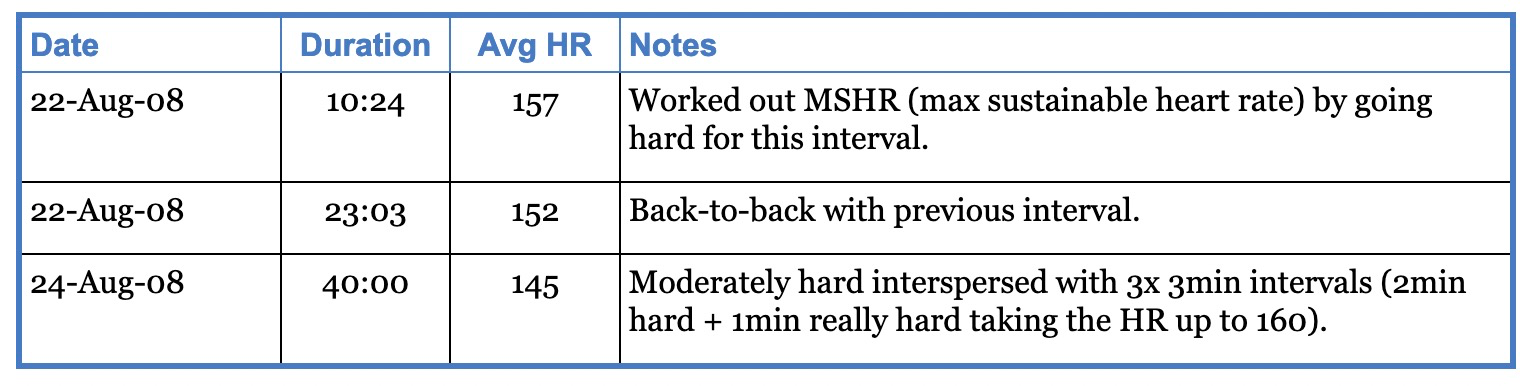 Date Duration Avg HR Notes
22-Aug-08 10:24 157 Worked out MSHR (max sustainable heart rate) by going
hard for this interval.
22-Aug-08 23:03 152 Back-to-back with previous interval.
24-Aug-08 40:00 145 Moderately hard interspersed with 3x 3min intervals (2min
hard + 1min really hard taking the HR up to 160).